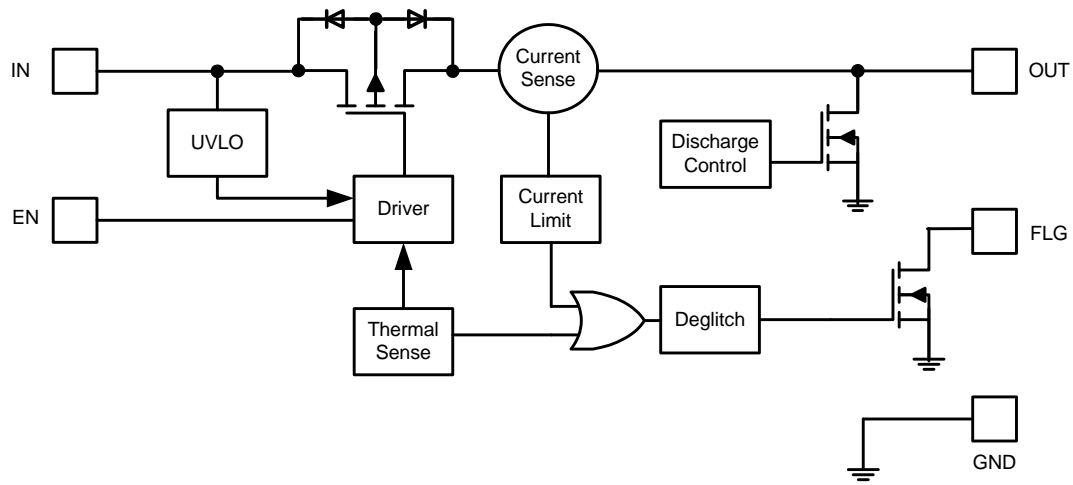 IN
Current
Sense
OUT
UVLO
Discharge
Control
EN
Driver
Current
Limit
FLG
Thermal
Sense
Deglitch
GND